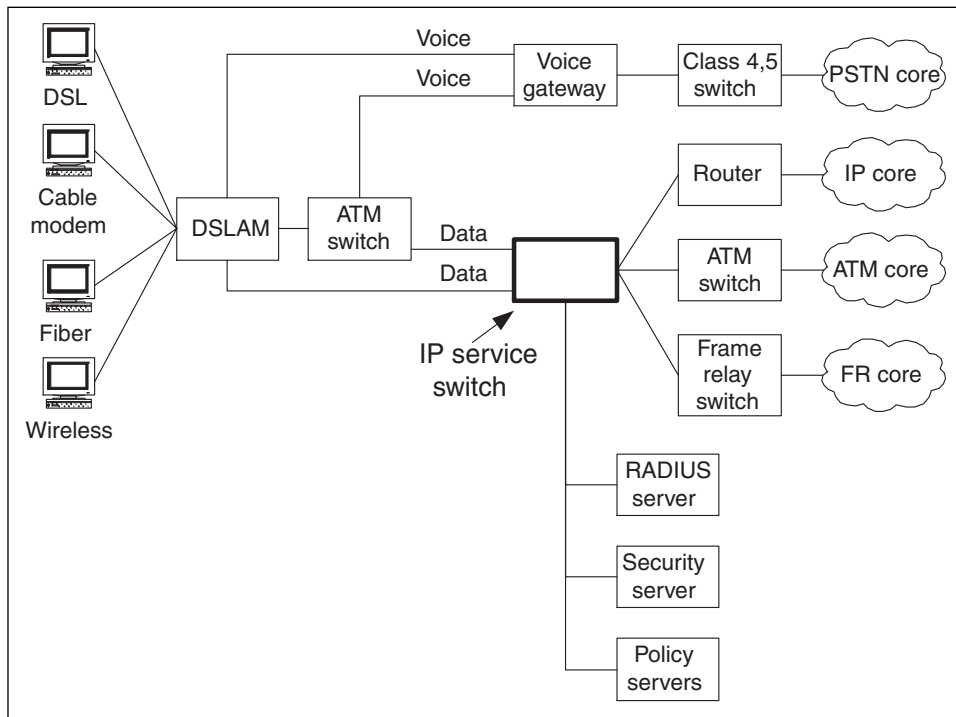 DSL
Cable
modem
Fiber
Wireless
DSLAM
ATM
switch
Voice
Voice
Data
Data
Voice
gateway
Class 4,5
switch
PSTN core
IP service
switch
Router
IP core
ATM
switch
ATM core
Frame
relay
switch
FR core
RADIUS
server
Security
server
Policy
servers